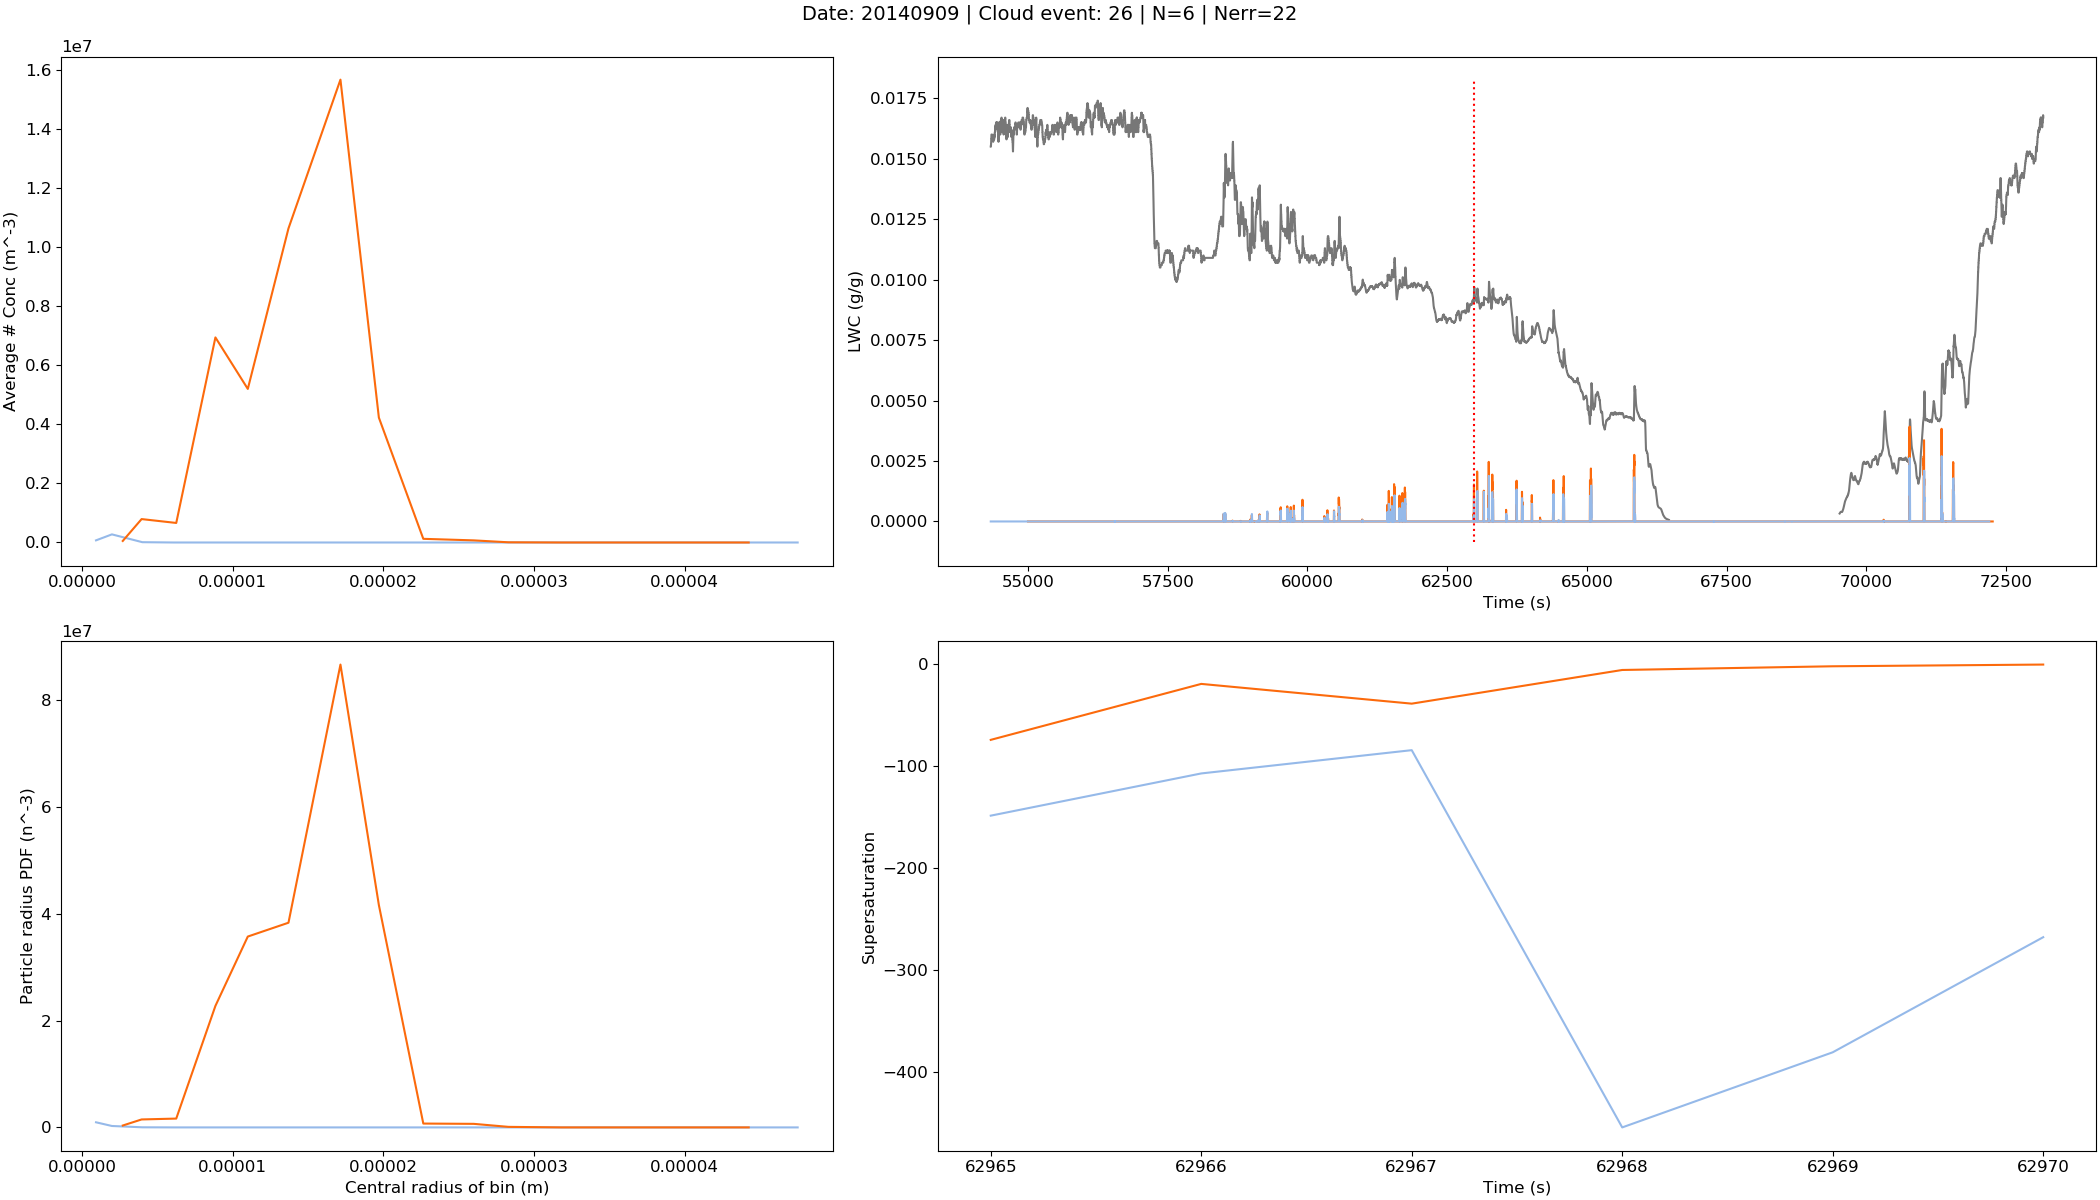 Date: 20140909 | Cloud event: 26 | N=6 | Nerr=22
1e7
1.6
1.4
1.2
1.0
0.8
0.6
0.4
0.2
0.0
Average # Conc (m^-3)
0.00000 0.00001 0.00002 0.00003 0.00004
0.0175
0.0150
0.0125
0.0100
0.0075
0.0050
0.0025
0.0000
LWC (g/g)
55000 57500 60000 62500 65000 67500 70000 72500
Time (s)
1e7
8
6
4
2
0
Particle radius PDF (n^-3)
0.00000 0.00001 0.00002 0.00003 0.00004
Central radius of bin (m)
0
−100
−200
−300
−400
Supersaturation
62965 62966 62967 62968 62969 62970
Time (s)